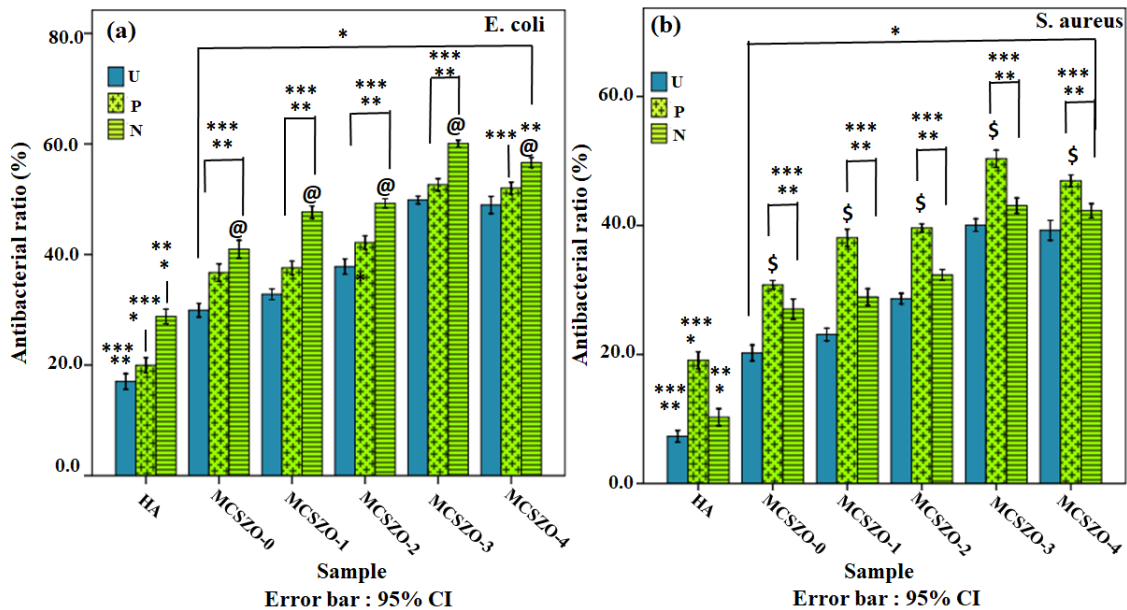 (a)
E. coli
80.0
60.0
40.0
20.0
0.0
Antibacterial ratio (%)
U
P
N
*
***
**
***
**
***
**
***
**
***
**
@
@
@
@
@
*
**
*
***
*
***
**
HA
MCSZO-0
MCSZO-1
MCSZO-2
MCSZO-3
MCSZO-4
Sample
Error bar : 95% CI
(b)
S. aureus
60.0
40.0
20.0
0.0
Antibacterial ratio (%)
U
P
N
*
***
**
***
**
***
**
***
**
***
**
$
$
$
$
$
***
*
**
*
***
**
HA
MCSZO-0
MCSZO-1
MCSZO-2
MCSZO-3
MCSZO-4
Sample
Error bar : 95% CI